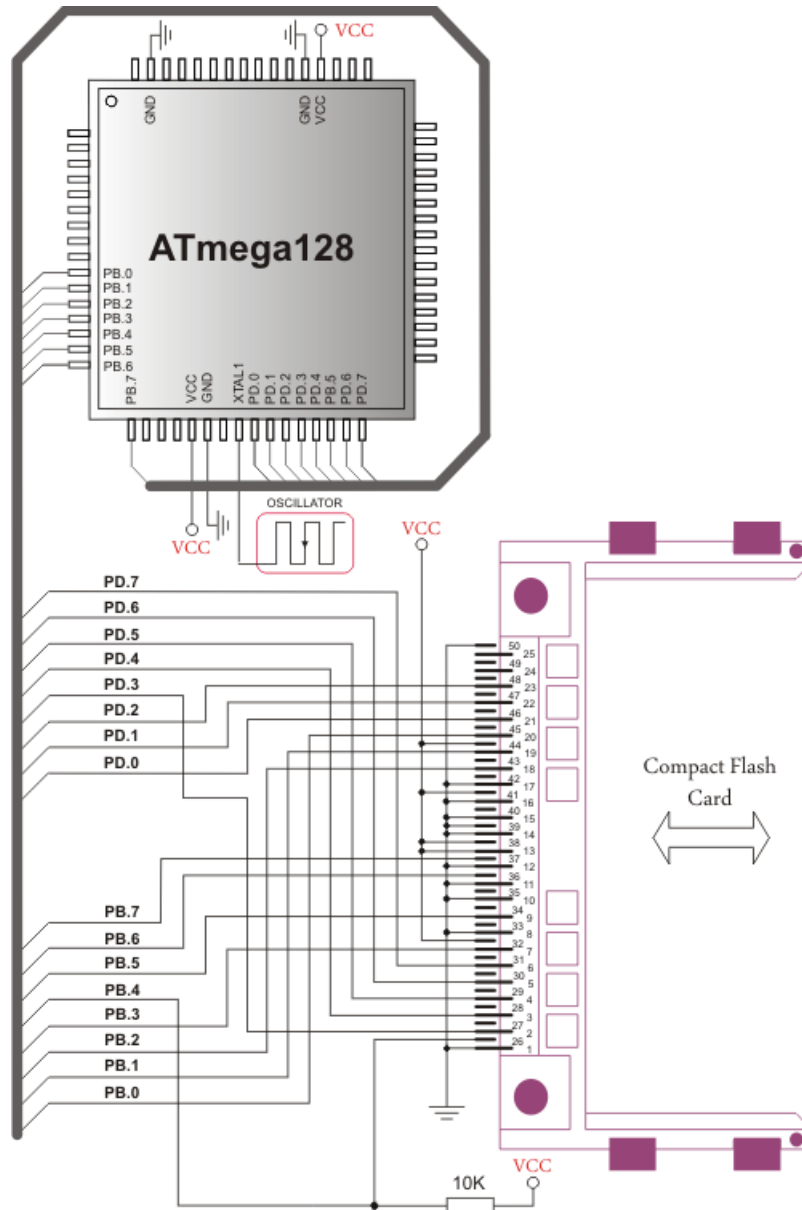 VCC
GND
GND
VCC
ATmega128
PB.0
PB.1
PB.2
PB.3
PB.4
PB.5
PB.6
PB.7
VCC
GND
XTAL1
PD.0
PD.1
PD.2
PD.3
PD.4
PB.5
PD.6
PD.7
OSCILLATOR
VCC
VCC
PD.7
PD.6
PD.5
PD.4
PD.3
PD.2
PD.1
PD.0
50
25
49
24
48
23
47
22
46
21
45
20
44
19
43
18
42
17
41
16
40
15
39
14
38
13
37
12
36
11
35
10
34
9
33
8
32
7
31
6
30
5
29
4
28
3
27
2
26
1
Compact Flash
Card
PB.7
PB.6
PB.5
PB.4
PB.3
PB.2
PB.1
PB.0
VCC
10K